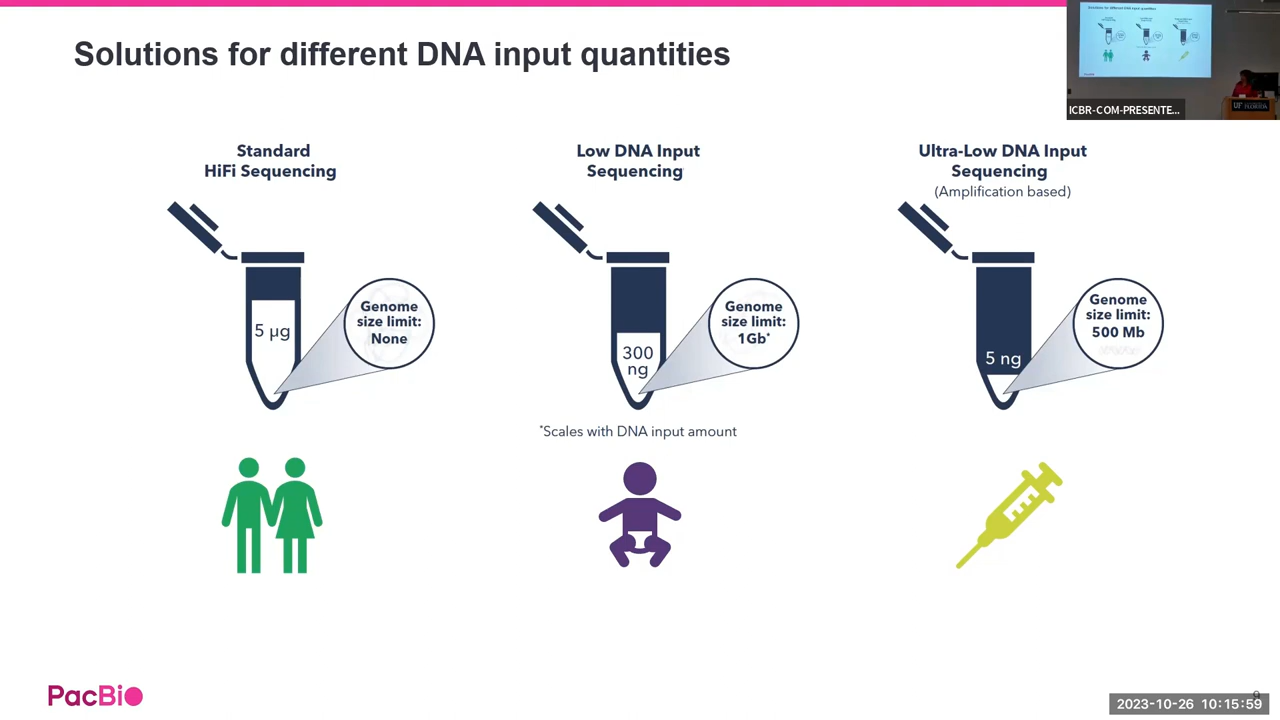 Solutions for different DNA input quantities
ICBR-COM-PRESENTE...
Standard
HiFi Sequencing
5 µg
Genome
size limit:
None
Low DNA Input
Sequencing
300
ng
Genome
size limit:
1Gb*
*Scales with DNA input amount
Ultra-Low DNA Input
Sequencing
(Amplification based)
5 ng
Genome
size limit:
500 Mb
PacBio
9
2023-10-26 10:15:59